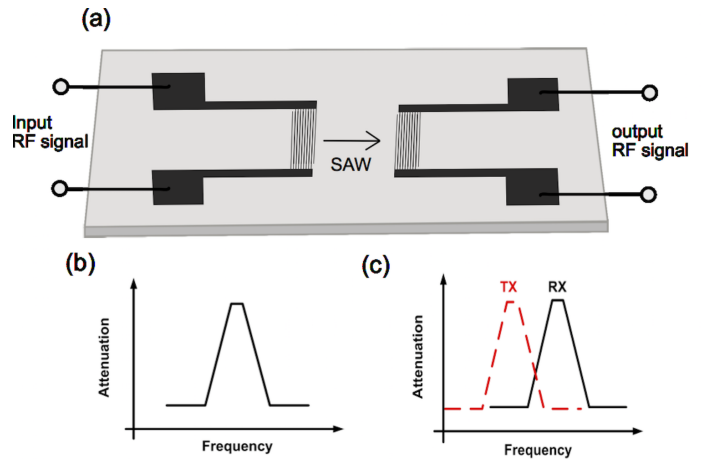 (a)
Input
RF signal
SAW
output
RF signal
(b)
Attenuation
Frequency
(c)
TX
RX
Attenuation
Frequency